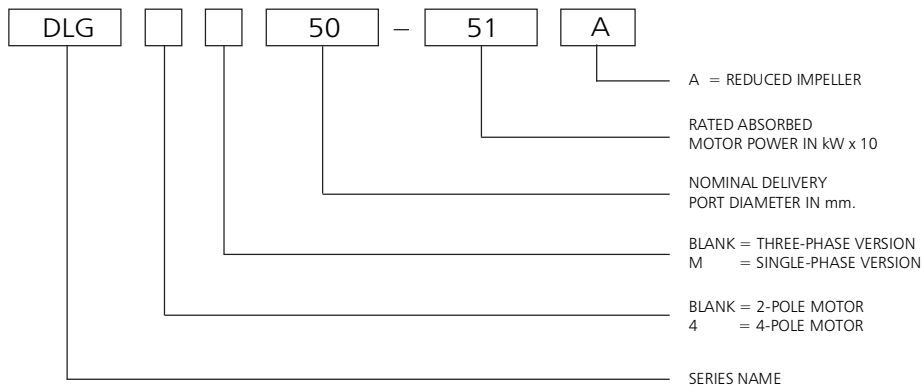 DLG 50 – 51 A
A = REDUCED IMPELLER
RATED ABSORBED
MOTOR POWER IN kW x 10
NOMINAL DELIVERY
PORT DIAMETER IN mm.
BLANK = THREE-PHASE VERSION
M = SINGLE-PHASE VERSION
BLANK = 2-POLE MOTOR
4 = 4-POLE MOTOR
SERIES NAME